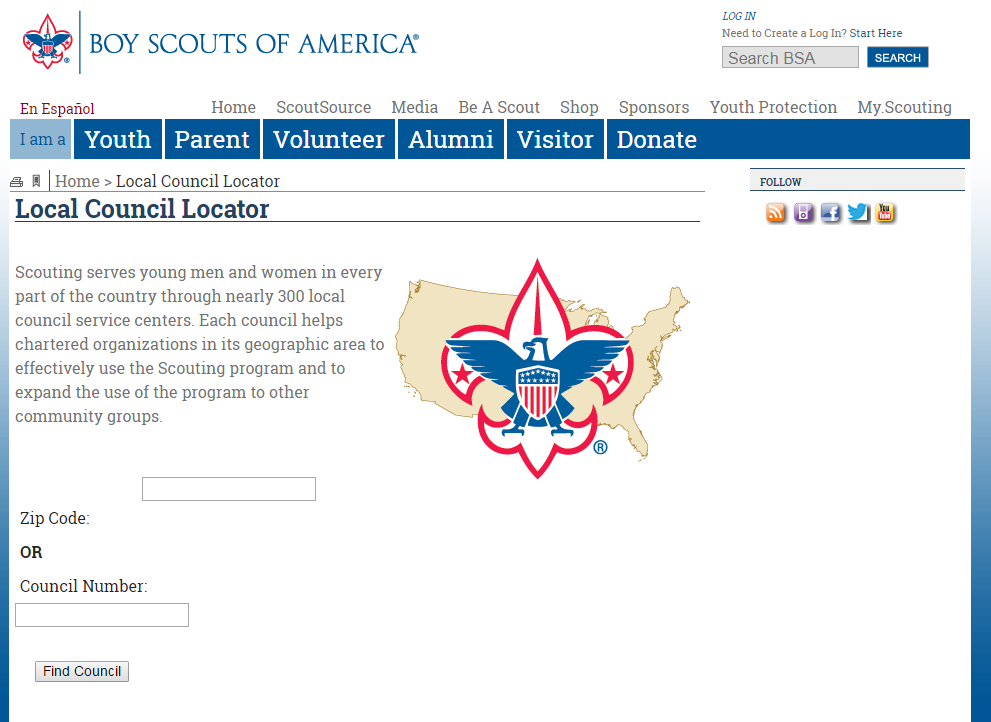 BOY SCOUTS OF AMERICA®
LOG IN
Need to Create a Log In? Start Here
Search BSA SEARCH
En Español Home ScoutSource Media Be A Scout Shop Sponsors Youth Protection My.Scouting
I am a Youth Parent Volunteer Alumni Visitor Donate
Home > Local Council Locator
Local Council Locator
FOLLOW
You Tube
Scouting serves young men and women in every
part of the country through nearly 300 local
council service centers. Each council helps
chartered organizations in its geographic area to
effectively use the Scouting program and to
expand the use of the program to other
community groups.
®
Zip Code:
OR
Council Number:
Find Council